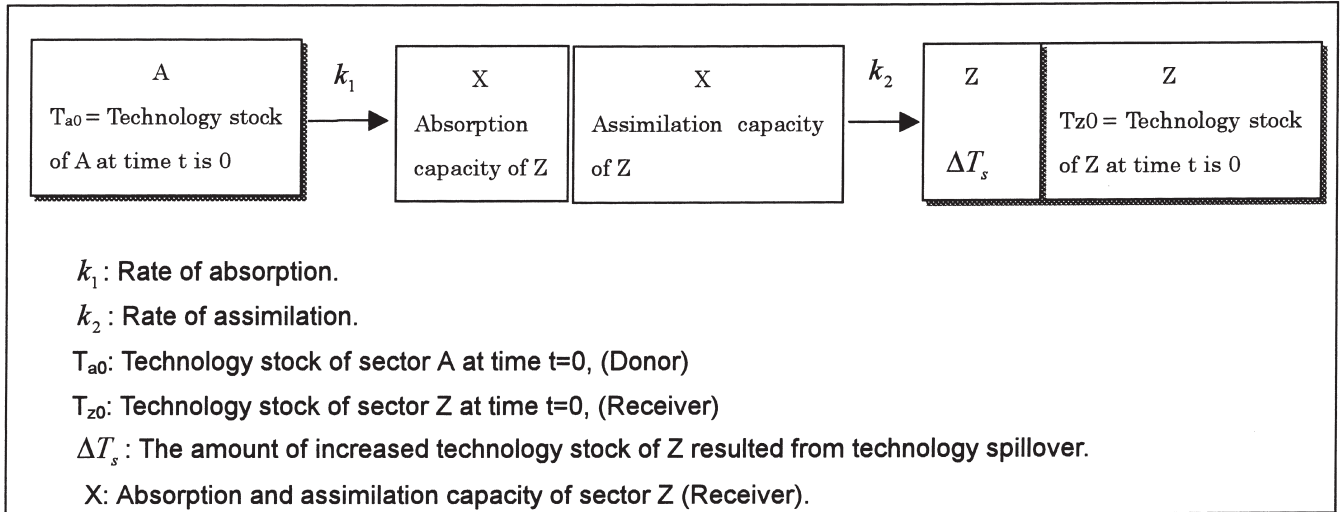 A
Ta0 = Technology stock
of A at time t is 0
k1
X
Absorption
capacity of Z
X
Assimilation capacity
of Z
k2
Z
ΔTs
Z
Tz0 = Technology stock
of Z at time t is 0
k1 : Rate of absorption.
k2 : Rate of assimilation.
Ta0: Technology stock of sector A at time t=0, (Donor)
Tz0: Technology stock of sector Z at time t=0, (Receiver)
ΔTs : The amount of increased technology stock of Z resulted from technology spillover.
X: Absorption and assimilation capacity of sector Z (Receiver).